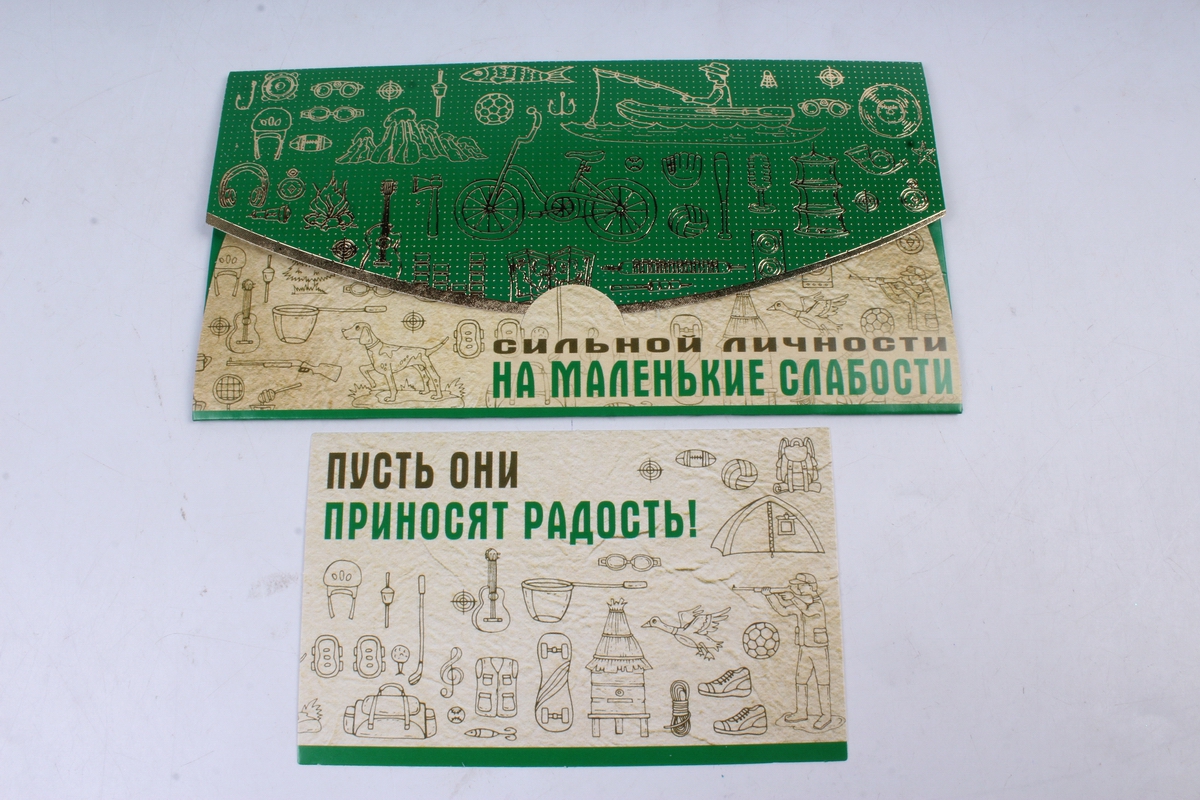 СИЛЬНОЙ ЛИЧНОСТИ
НА МАЛЕНЬКИЕ СЛАБОСТИ
ПУСТЬ ОНИ
ПРИНОСЯТ РАДОСТЬ!